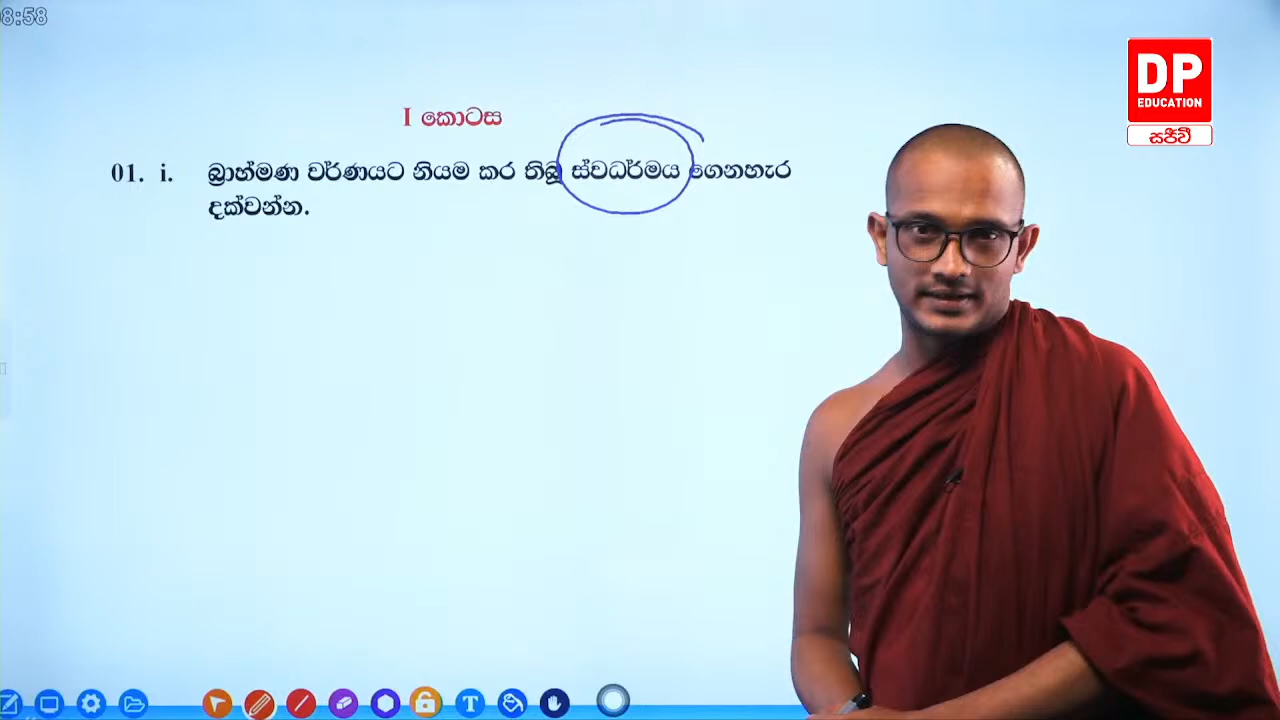 8:58
DP
EDUCATION
සජීවී
I කොටස
01. i. බ්‍රාහ්මණ වර්ණයට නියම කර තිබූ ස්වධර්මය ගෙනහැර
දක්වන්න.
T